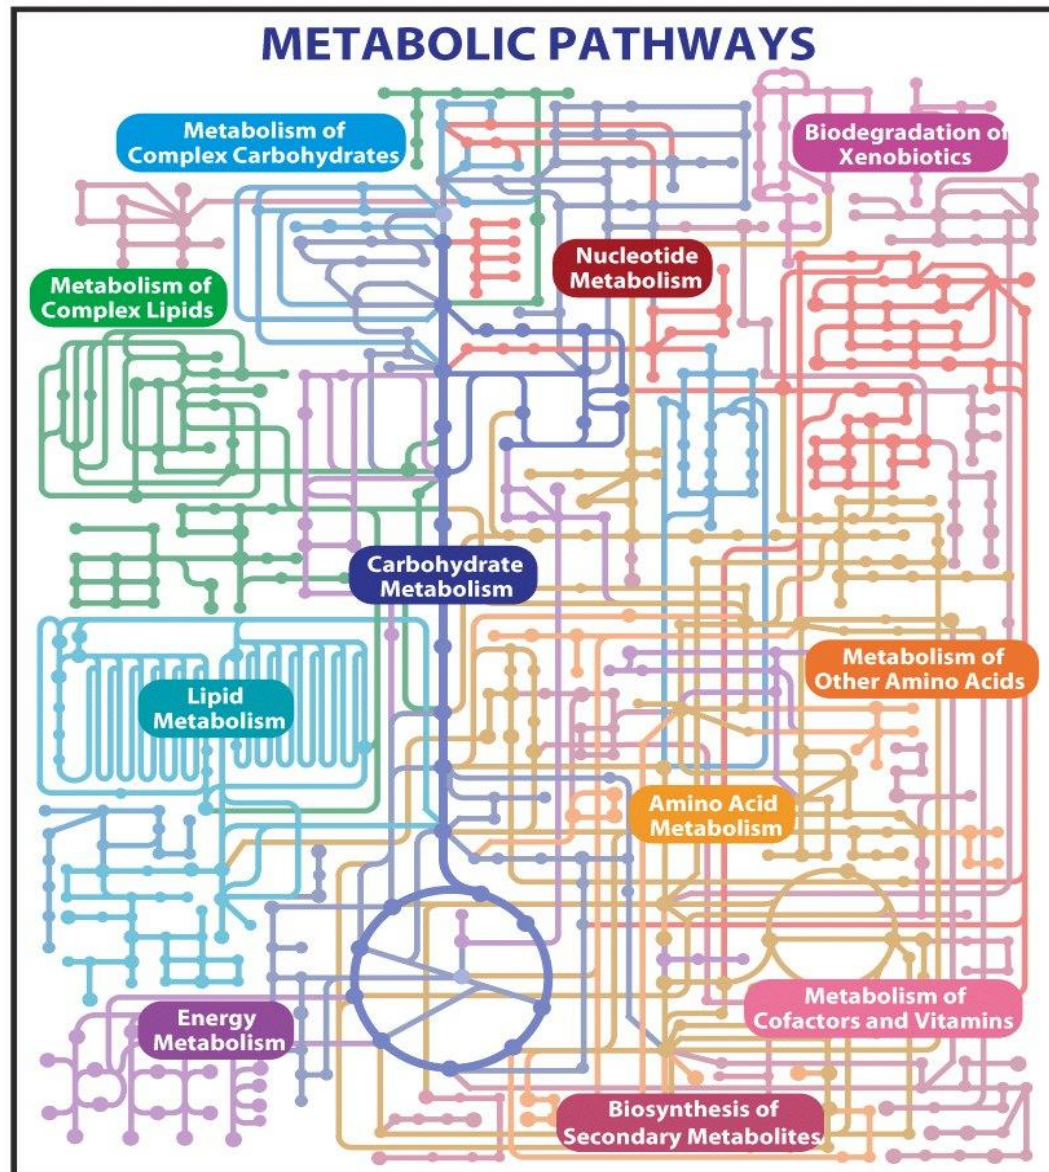 METABOLIC PATHWAYS
Metabolism of
Complex Carbohydrates
Biodegradation of
Xenobiotics
Nucleotide
Metabolism
Metabolism of
Complex Lipids
Carbohydrate
Metabolism
Metabolism of
Other Amino Acids
Lipid
Metabolism
Amino Acid
Metabolism
Energy
Metabolism
Metabolism of
Cofactors and Vitamins
Biosynthesis of
Secondary Metabolites